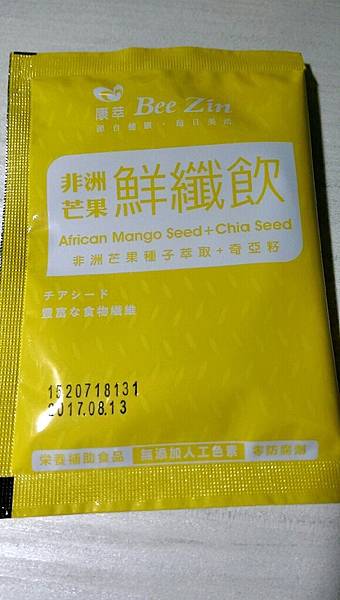 康萃 Bee Zin
非洲芒果 鮮纖飲
African Mango Seed+Chia Seed
非洲芒果種子萃取+奇亞籽
チアシード
豐富な食物纖維
1520718131
2017.08.13
榮養補助食品 無添加人工色素 零防腐劑